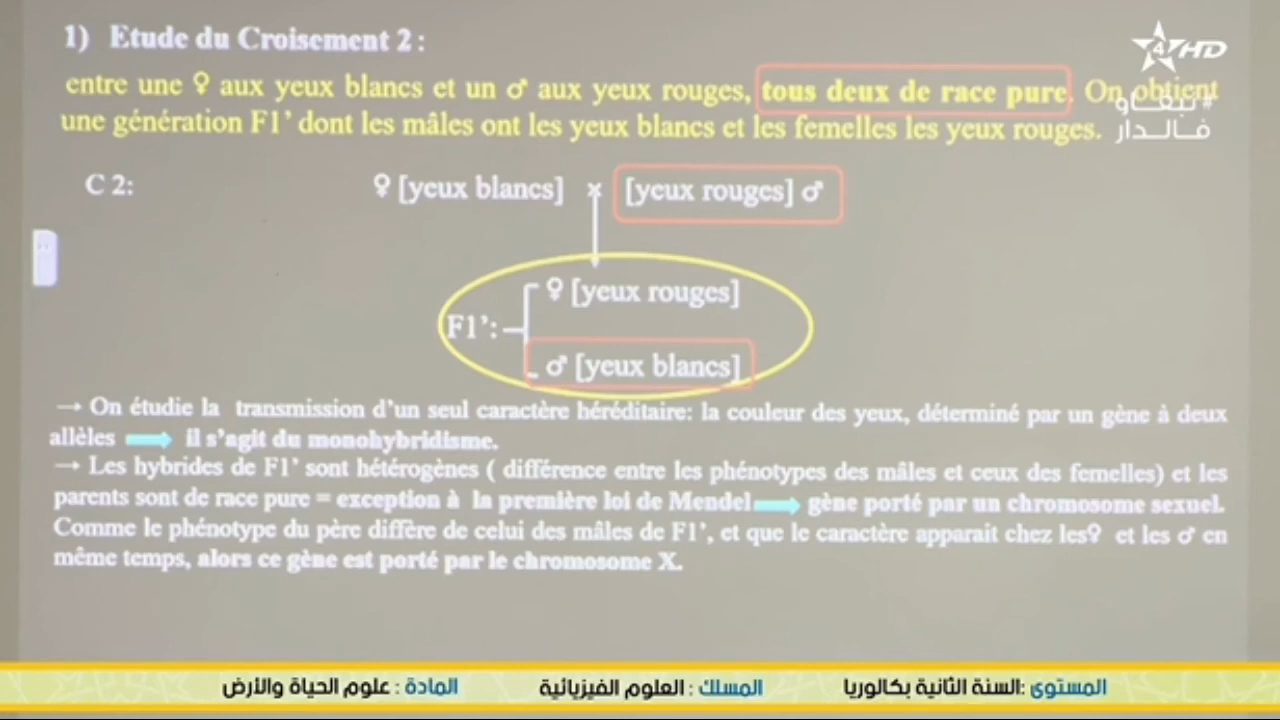 1) Etude du Croisement 2 :
4 HD
entre une ♀ aux yeux blancs et un ♂ aux yeux rouges, tous deux de race pure. On obtient
une génération F1’ dont les mâles ont les yeux blancs et les femelles les yeux rouges.
#نبقاو
فالدار
C 2: ♀ [yeux blancs] x [yeux rouges] ♂
♀ [yeux rouges]
F1’:
♂ [yeux blancs]
→ On étudie la transmission d’un seul caractère héréditaire: la couleur des yeux, déterminé par un gène à deux
allèles ➡ il s’agit du monohybridisme.
→ Les hybrides de F1’ sont hétérogènes ( différence entre les phénotypes des mâles et ceux des femelles) et les
parents sont de race pure = exception à la première loi de Mendel ➡ gène porté par un chromosome sexuel.
Comme le phénotype du père diffère de celui des mâles de F1’, et que le caractère apparait chez les♀ et les ♂ en
même temps, alors ce gène est porté par le chromosome X.
المستوى :السنة الثانية بكالوريا المسلك : العلوم الفيزيائية المادة : علوم الحياة والأرض